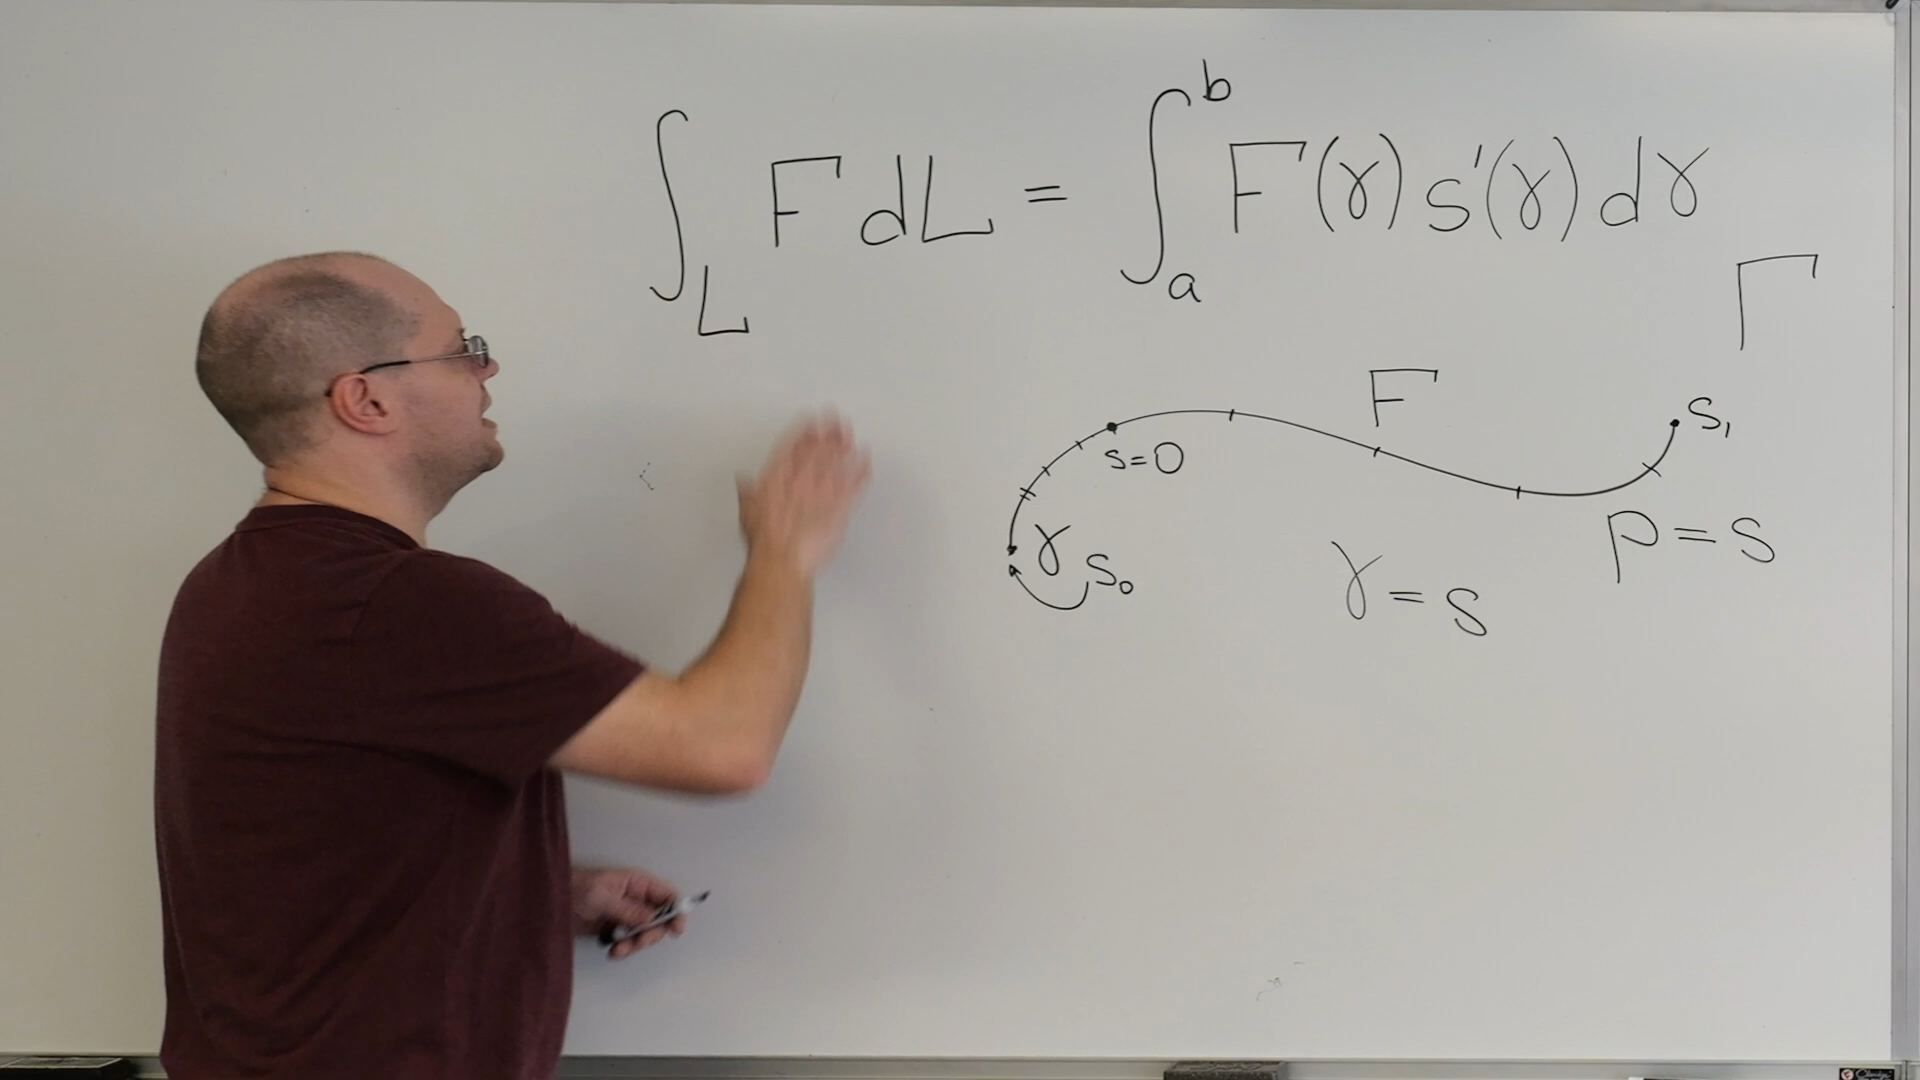 ∫_L F dL = ∫_a^b F(γ) s'(γ) dγ
Γ
F
s₁
s=0
γ s₀
p=s
γ=s